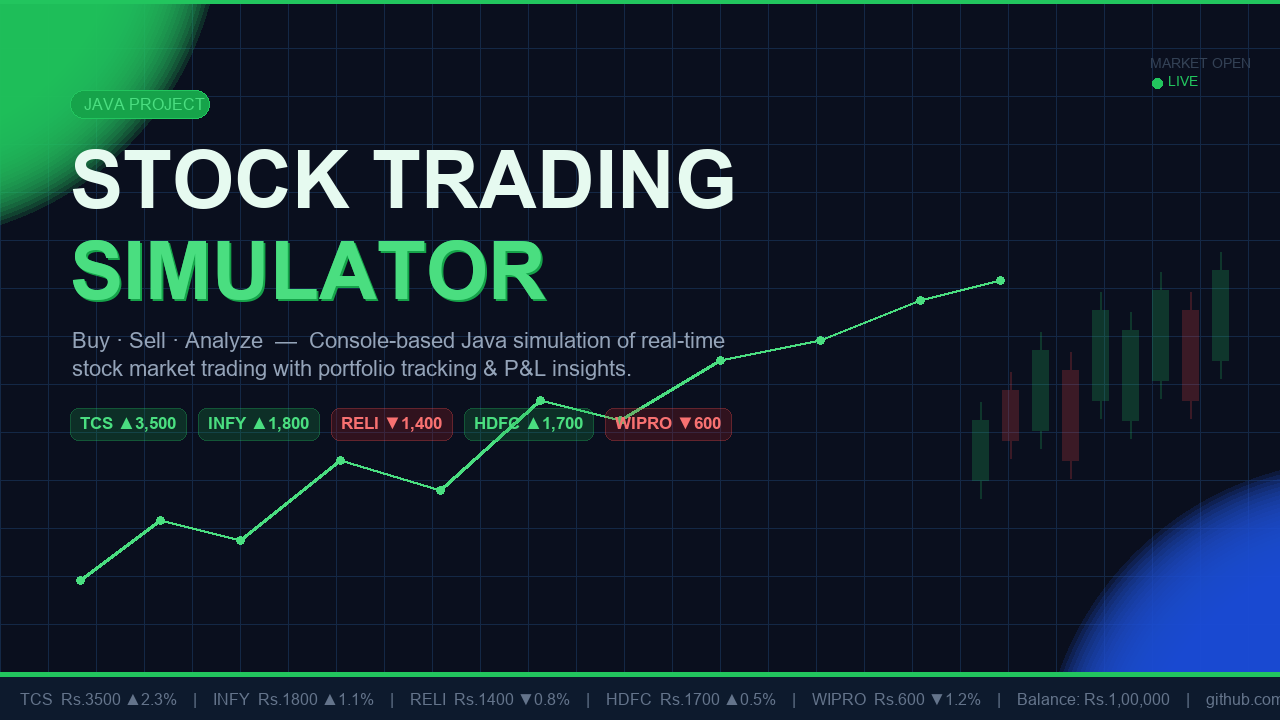 MARKET OPEN
LIVE
JAVA PROJECT
STOCK TRADING
SIMULATOR
Buy · Sell · Analyze — Console-based Java simulation of real-time
stock market trading with portfolio tracking & P&L insights.
TCS ▲3,500 INFY ▲1,800 RELI ▼1,400 HDFC ▲1,700 WIPRO ▼600
TCS Rs.3500 ▲2.3% | INFY Rs.1800 ▲1.1% | RELI Rs.1400 ▼0.8% | HDFC Rs.1700 ▲0.5% | WIPRO Rs.600 ▼1.2% | Balance: Rs.1,00,000 | github.com